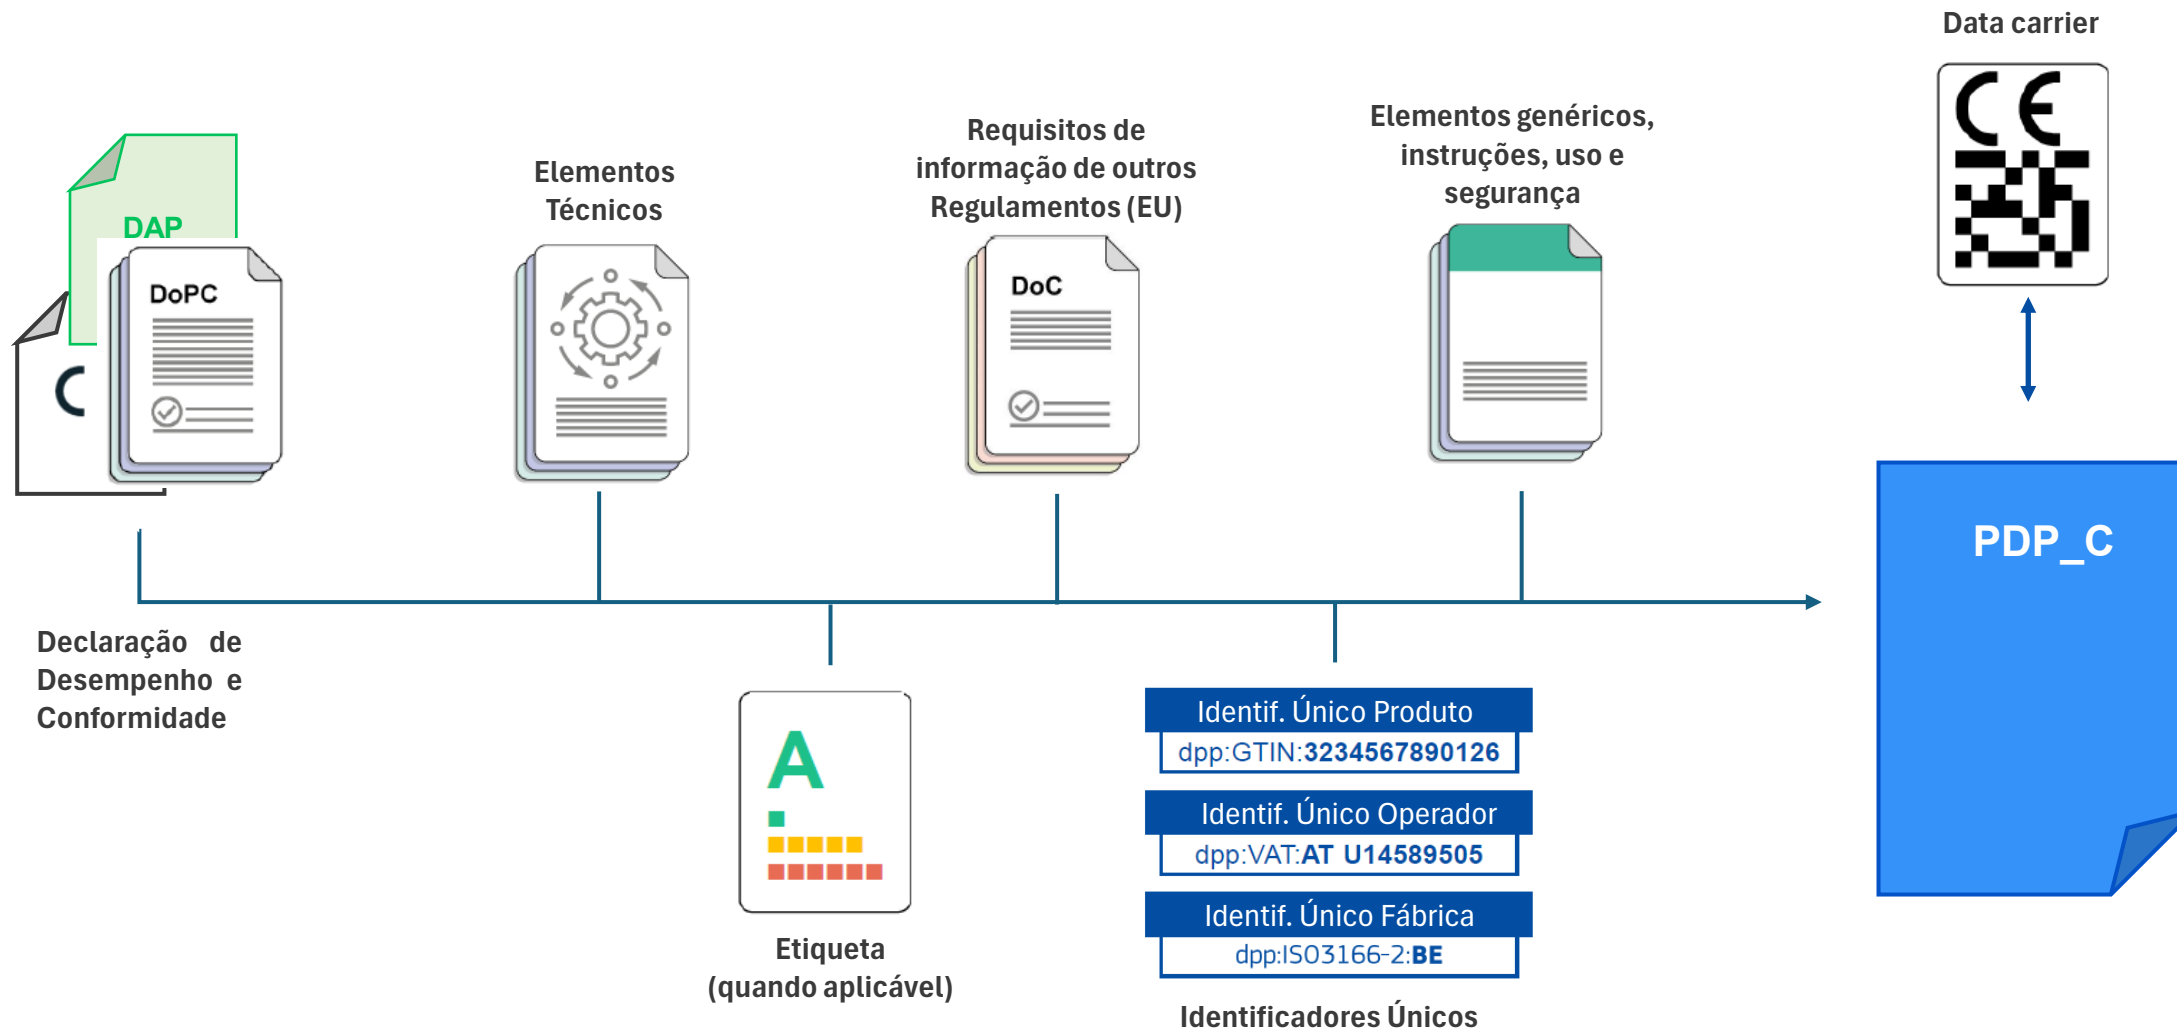 Data carrier
CE
Elementos genéricos,
instruções, uso e
segurança
Requisitos de
informação de outros
Regulamentos (EU)
Elementos
Técnicos
DAP
DoPC
C
DoC
PDP_C
Declaração de
Desempenho e
Conformidade
A
Etiqueta
(quando aplicável)
Identif. Único Produto
dpp:GTIN:3234567890126
Identif. Único Operador
dpp:VAT:AT U14589505
Identif. Único Fábrica
dpp:ISO3166-2:BE
Identificadores Únicos